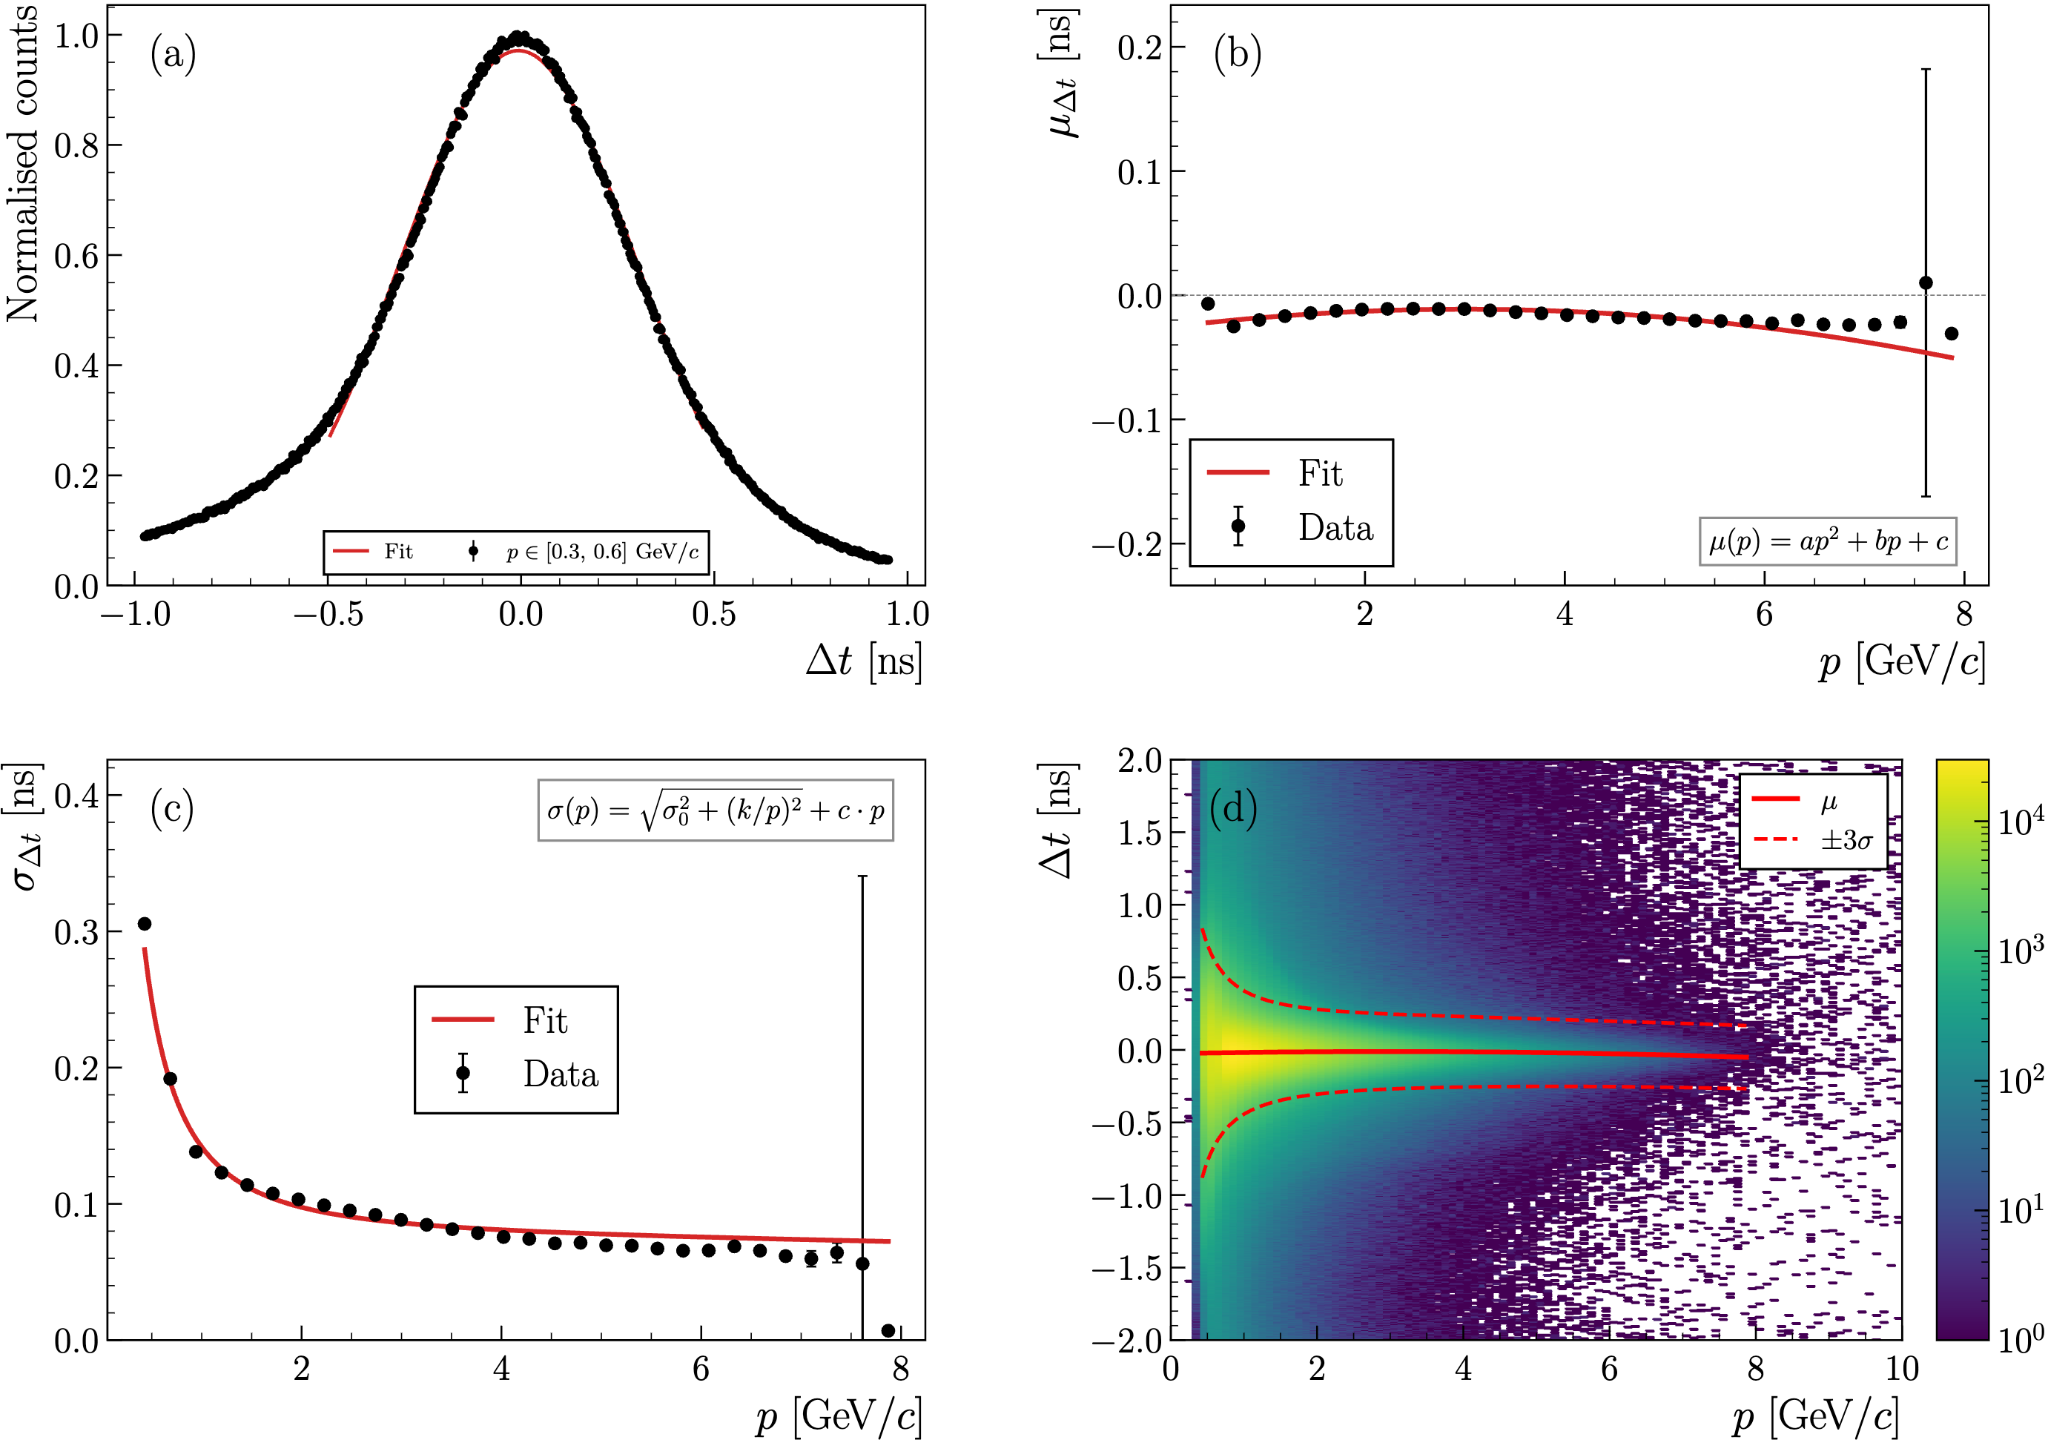 (a)
Normalised counts
1.0
0.8
0.6
0.4
0.2
0.0
−1.0 −0.5 0.0 0.5 1.0
Δt [ns]
Fit p ∈ [0.3, 0.6] GeV/c
(b)
μΔt [ns]
0.2
0.1
0.0
−0.1
−0.2
2 4 6 8
p [GeV/c]
Fit
Data
μ(p) = ap² + bp + c
(c)
σΔt [ns]
0.4
0.3
0.2
0.1
0.0
2 4 6 8
p [GeV/c]
σ(p) = √(σ₀² + (k/p)²) + c · p
Fit
Data
(d)
Δt [ns]
2.0
1.5
1.0
0.5
0.0
−0.5
−1.0
−1.5
−2.0
0 2 4 6 8 10
p [GeV/c]
μ
±3σ
10⁴
10³
10²
10¹
10⁰